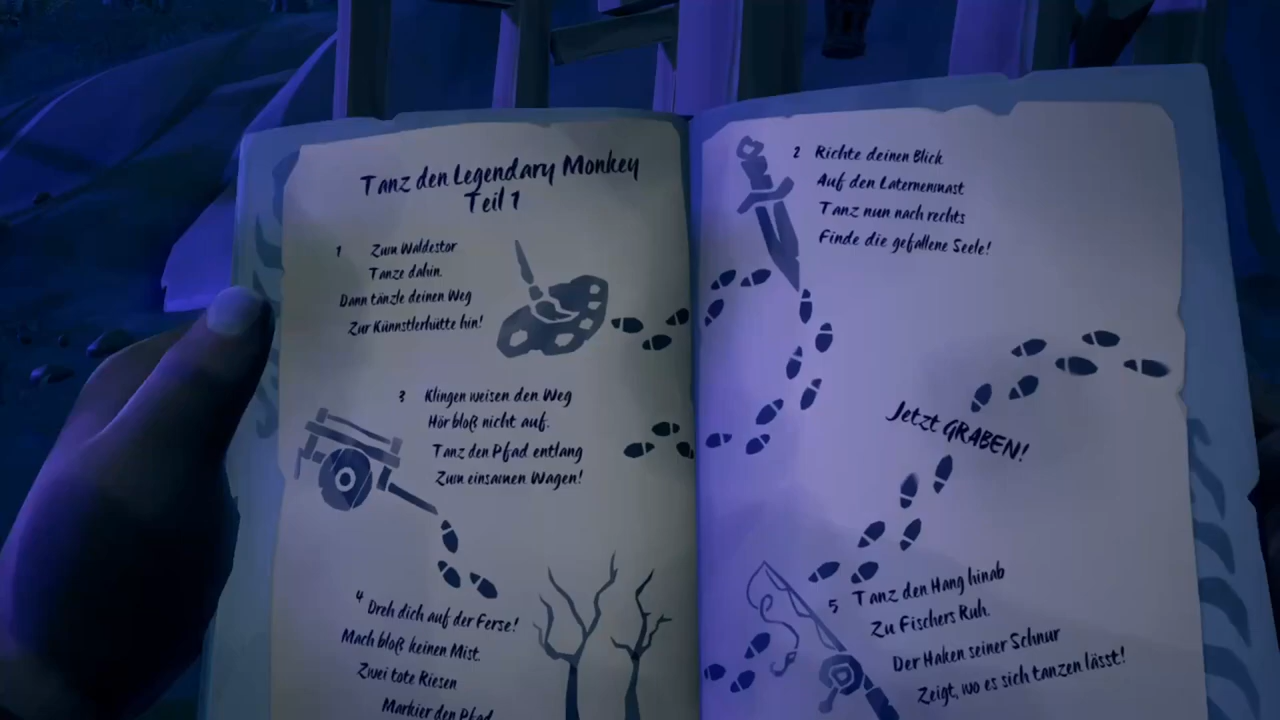 Tanz den Legendary Monkey
Teil 1
1 Zum Waldestor
Tanze dahin.
Dann tänzle deinen Weg
Zur Künnstlerhütte hin!
2 Richte deinen Blick
Auf den Laternenmast
Tanz nun nach rechts
Finde die gefallene Seele!
3 Klingen weisen den Weg
Hör bloß nicht auf.
Tanz den Pfad entlang
Zum einsamen Wagen!
4 Dreh dich auf der Ferse!
Mach bloß keinen Mist.
Zwei tote Riesen
Markier den Pfad
Jetzt GRABEN!
5 Tanz den Hang hinab
Zu Fischers Ruh.
Der Haken seiner Schnur
Zeigt, wo es sich tanzen lässt!